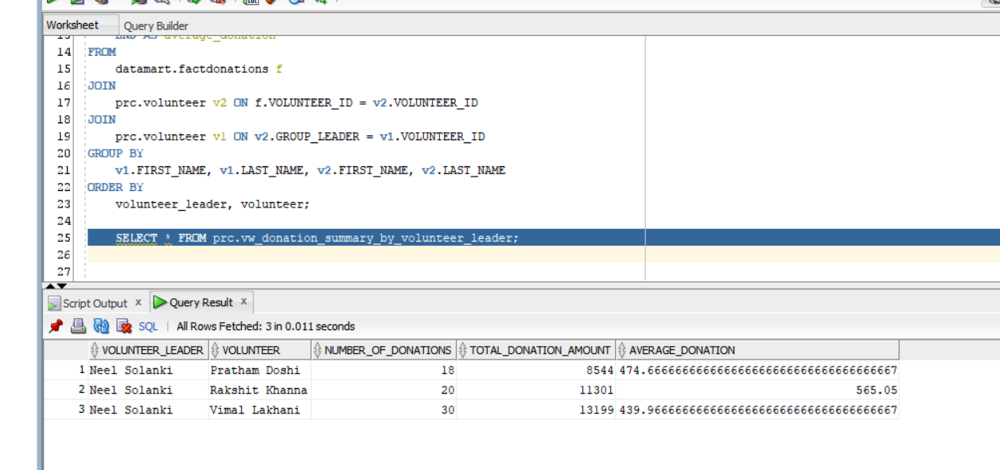 Worksheet Query Builder
13 END AS average_donation
14 FROM
15 datamart.factdonations f
16 JOIN
17 prc.volunteer v2 ON f.VOLUNTEER_ID = v2.VOLUNTEER_ID
18 JOIN
19 prc.volunteer v1 ON v2.GROUP_LEADER = v1.VOLUNTEER_ID
20 GROUP BY
21 v1.FIRST_NAME, v1.LAST_NAME, v2.FIRST_NAME, v2.LAST_NAME
22 ORDER BY
23 volunteer_leader, volunteer;
24
25 SELECT * FROM prc.vw_donation_summary_by_volunteer_leader;
26
27
Script Output x Query Result x
SQL | All Rows Fetched: 3 in 0.011 seconds
VOLUNTEER_LEADER VOLUNTEER NUMBER_OF_DONATIONS TOTAL_DONATION_AMOUNT AVERAGE_DONATION
1 Neel Solanki Pratham Doshi 18 8544 474.666666666666666666666666666666666667
2 Neel Solanki Rakshit Khanna 20 11301 565.05
3 Neel Solanki Vimal Lakhani 30 13199 439.966666666666666666666666666666666667